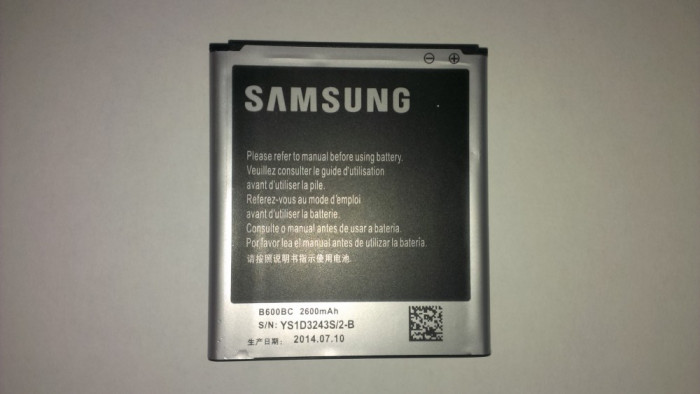 SAMSUNG
Please refer to manual before using battery.
Veuillez consulter le guide d'utilisation
avant d'utiliser la pile.
Referez-vous au mode d'emploi
avant d'utiliser la batterie.
Consulte o manual antes de usar a bateria.
Por favor lea el manual antes de utilizar la batería.
请按照说明书指示使用电池.
B600BC 2600mAh
S/N: YS1D3243S/2-B
生产日期: 2014.07.10